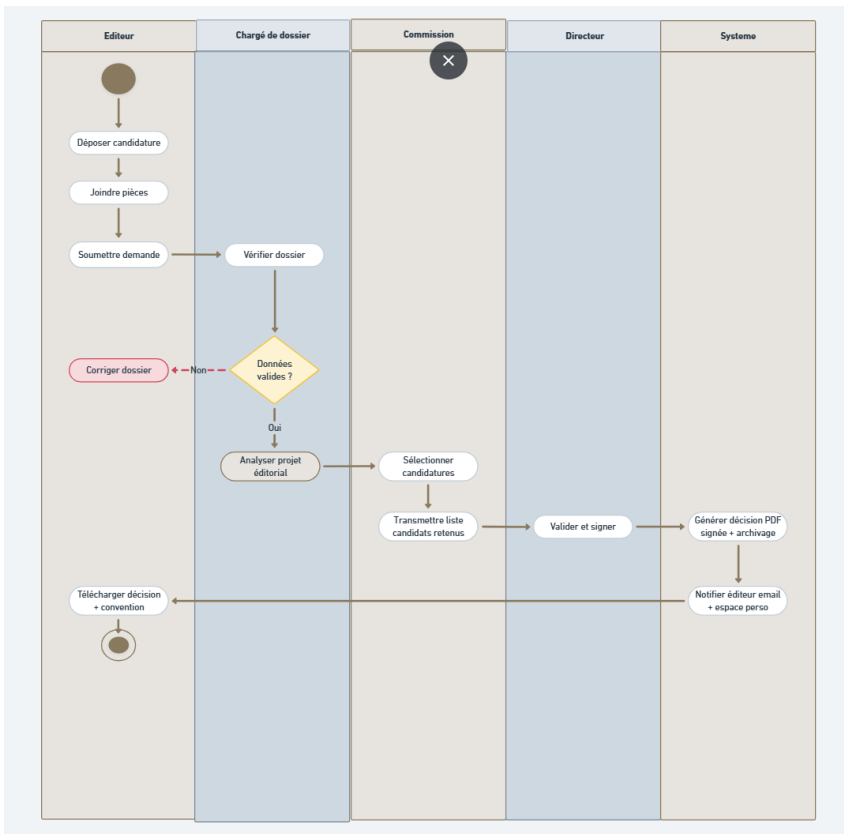 Editeur
Chargé de dossier
Commission
Directeur
Systeme
Déposer candidature
Joindre pièces
Soumettre demande
Vérifier dossier
Corriger dossier
Non
Données
valides ?
Oui
Analyser projet
éditorial
Sélectionner
candidatures
Transmettre liste
candidats retenus
Valider et signer
Générer décision PDF
signée + archivage
Télécharger décision
+ convention
Notifier éditeur email
+ espace perso